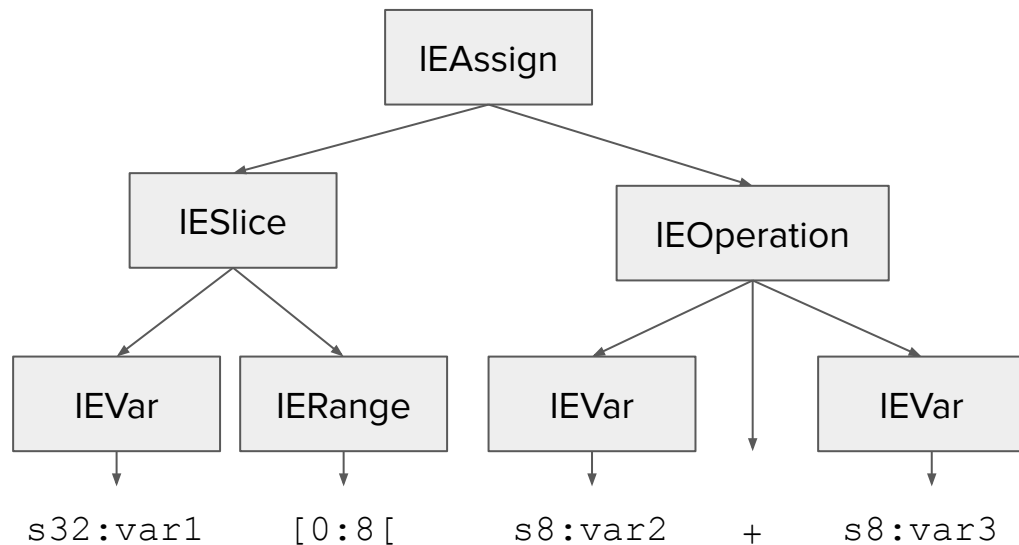 IEAssign
IESlice
IEOperation
IEVar
IERange
IEVar
IEVar
s32:var1
[0:8[
s8:var2
+
s8:var3